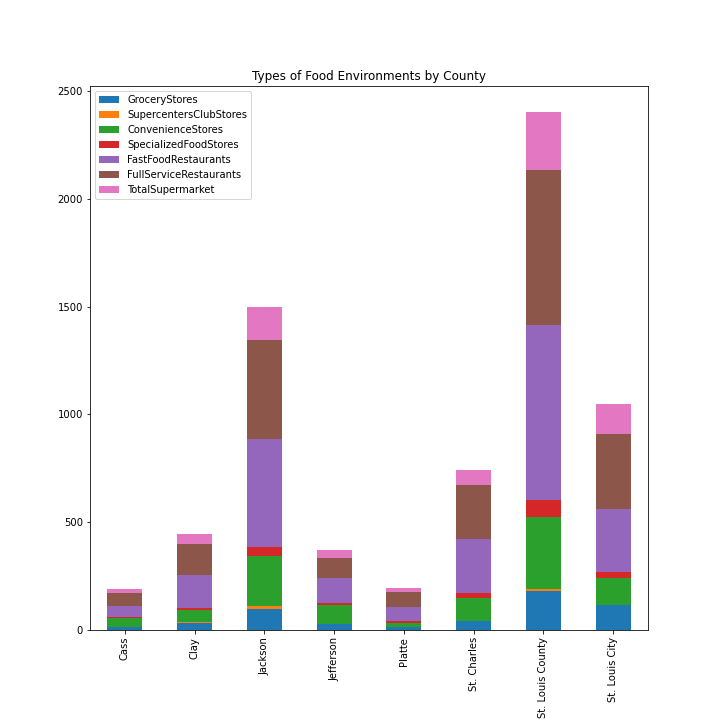 Types of Food Environments by County
GroceryStores
SupercentersClubStores
ConvenienceStores
SpecializedFoodStores
FastFoodRestaurants
FullServiceRestaurants
TotalSupermarket
2500
2000
1500
1000
500
0
Cass
Clay
Jackson
Jefferson
Platte
St. Charles
St. Louis County
St. Louis City